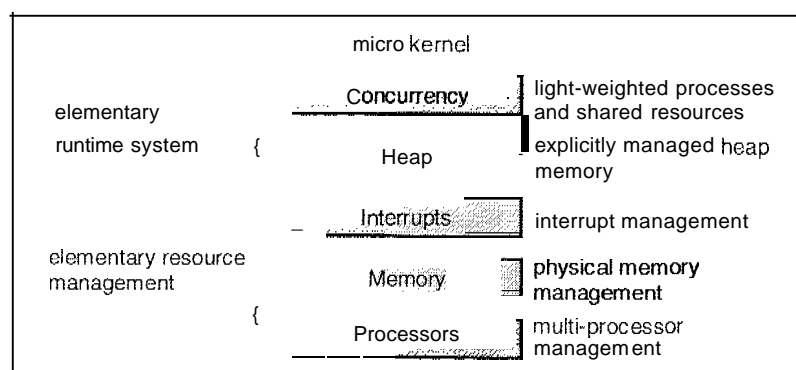 micro kernel
Concurrency
light-weighted processes
and shared resources
elementary
runtime system
{
Heap
explicitly managed heap
memory
Interrupts
interrupt management
elementary resource
management
{
Memory
physical memory
management
Processors
multi-processor
management